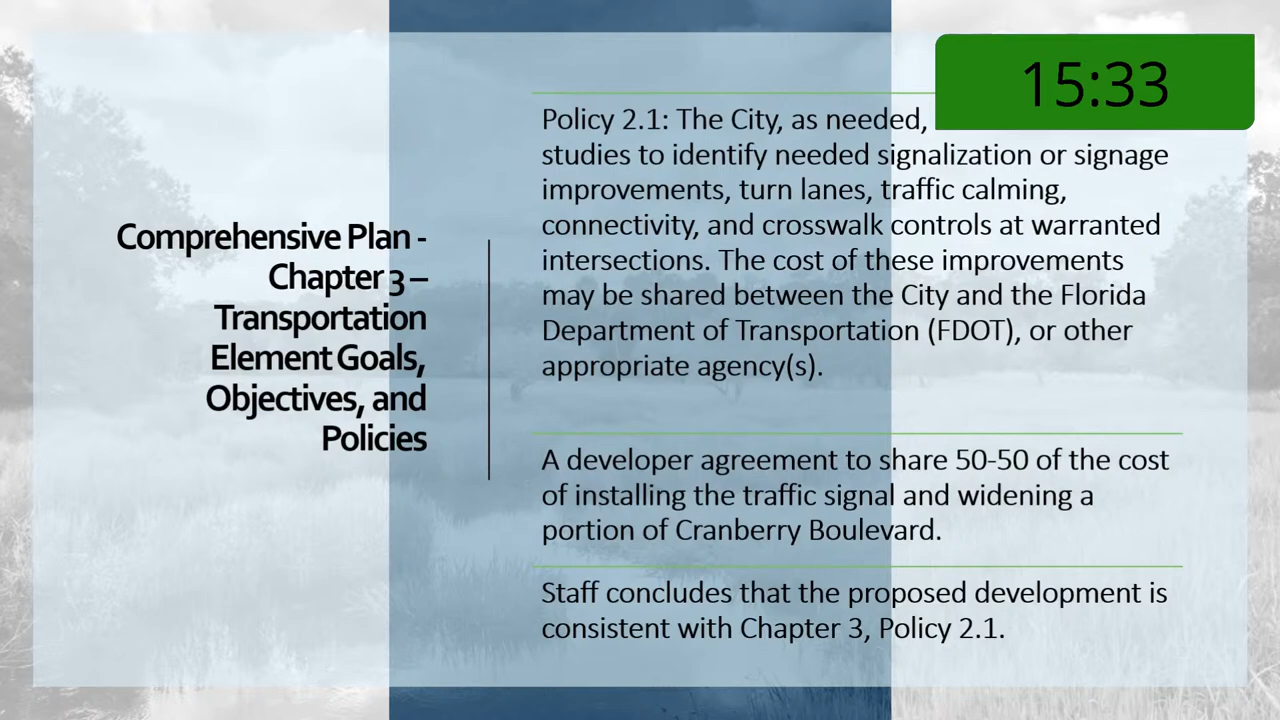 15:33
Comprehensive Plan -
Chapter 3 –
Transportation
Element Goals,
Objectives, and
Policies
Policy 2.1: The City, as needed,
studies to identify needed signalization or signage
improvements, turn lanes, traffic calming,
connectivity, and crosswalk controls at warranted
intersections. The cost of these improvements
may be shared between the City and the Florida
Department of Transportation (FDOT), or other
appropriate agency(s).
A developer agreement to share 50-50 of the cost
of installing the traffic signal and widening a
portion of Cranberry Boulevard.
Staff concludes that the proposed development is
consistent with Chapter 3, Policy 2.1.